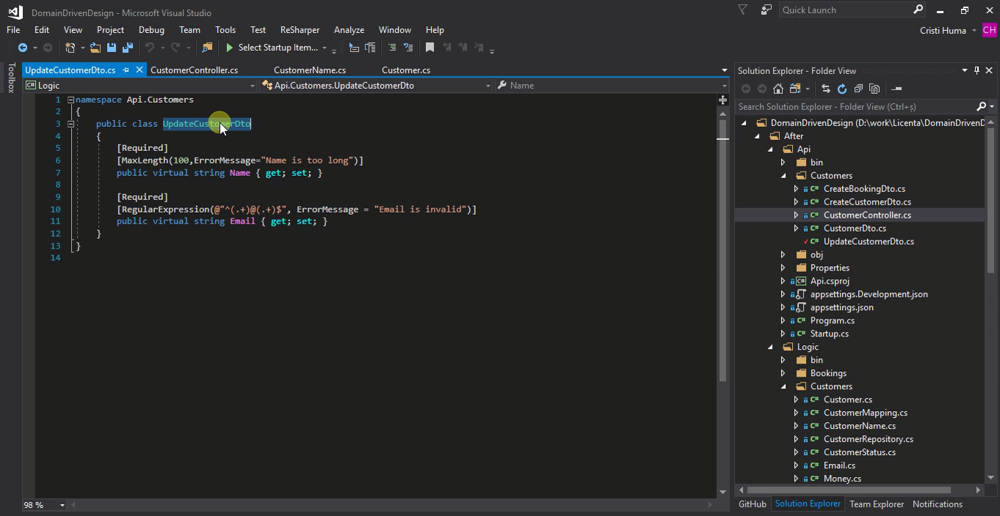 DomainDrivenDesign - Microsoft Visual Studio
Quick Launch
File Edit View Project Debug Team Tools Test ReSharper Analyze Window Help
Cristi Huma
CH
Select Startup Item...
Toolbox
UpdateCustomerDto.cs CustomerController.cs CustomerName.cs Customer.cs
C# Logic Api.Customers.UpdateCustomerDto Name
1 namespace Api.Customers
2 {
3 public class UpdateCustomerDto
4 {
5 [Required]
6 [MaxLength(100,ErrorMessage="Name is too long")]
7 public virtual string Name { get; set; }
8
9 [Required]
10 [RegularExpression(@"^(.+)@(.+)$", ErrorMessage = "Email is invalid")]
11 public virtual string Email { get; set; }
12 }
13 }
14
98 %
Solution Explorer - Folder View
Search Solution Explorer - Folder View (Ctrl+ş)
DomainDrivenDesign (D:\work\Licenta\DomainDrivenD
After
Api
bin
Customers
C# CreateBookingDto.cs
C# CreateCustomerDto.cs
C# CustomerController.cs
C# CustomerDto.cs
C# UpdateCustomerDto.cs
obj
Properties
C# Api.csproj
appsettings.Development.json
appsettings.json
C# Program.cs
C# Startup.cs
Logic
bin
Bookings
Customers
C# Customer.cs
C# CustomerMapping.cs
C# CustomerName.cs
C# CustomerRepository.cs
C# CustomerStatus.cs
C# Email.cs
C# Money.cs
GitHub Solution Explorer Team Explorer Notifications